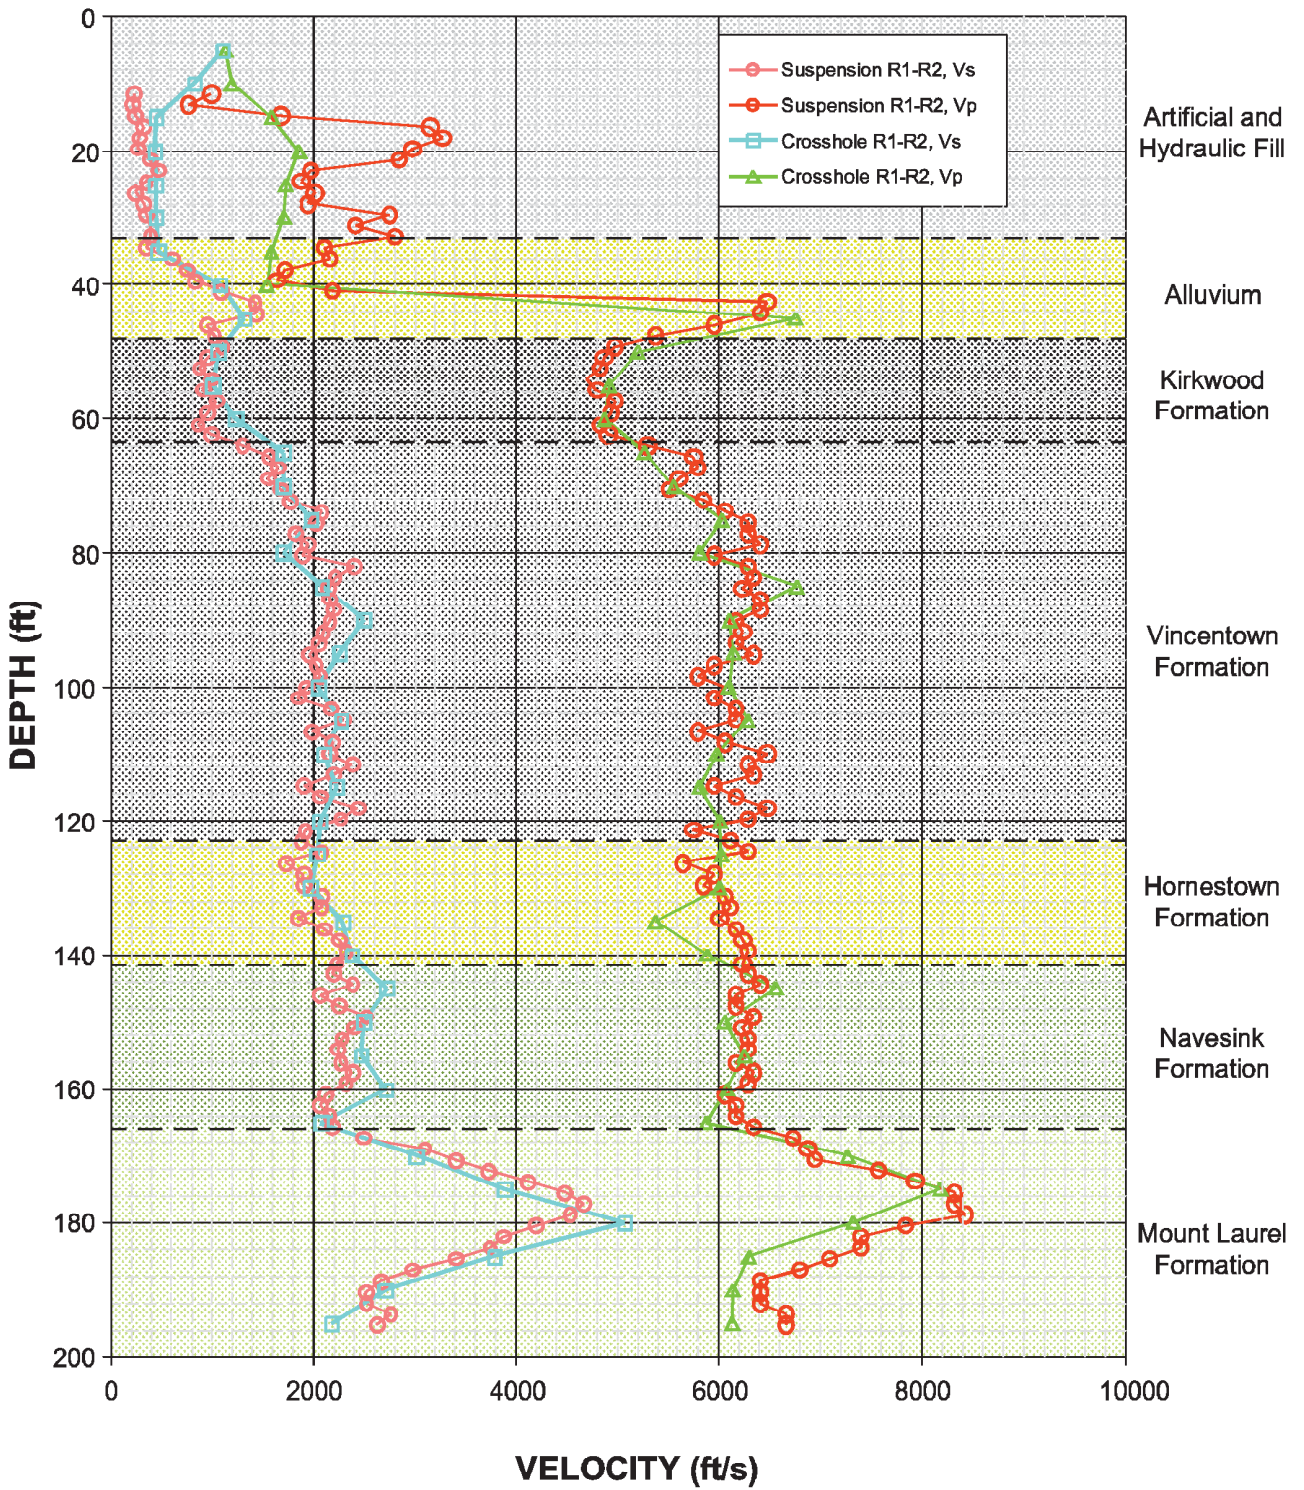 0
Suspension R1-R2, Vs
Suspension R1-R2, Vp
Crosshole R1-R2, Vs
Crosshole R1-R2, Vp
Artificial and
Hydraulic Fill
20
Alluvium
40
Kirkwood
Formation
60
80
DEPTH (ft)
Vincentown
Formation
100
120
Hornestown
Formation
140
Navesink
Formation
160
180
Mount Laurel
Formation
200
0 2000 4000 6000 8000 10000
VELOCITY (ft/s)